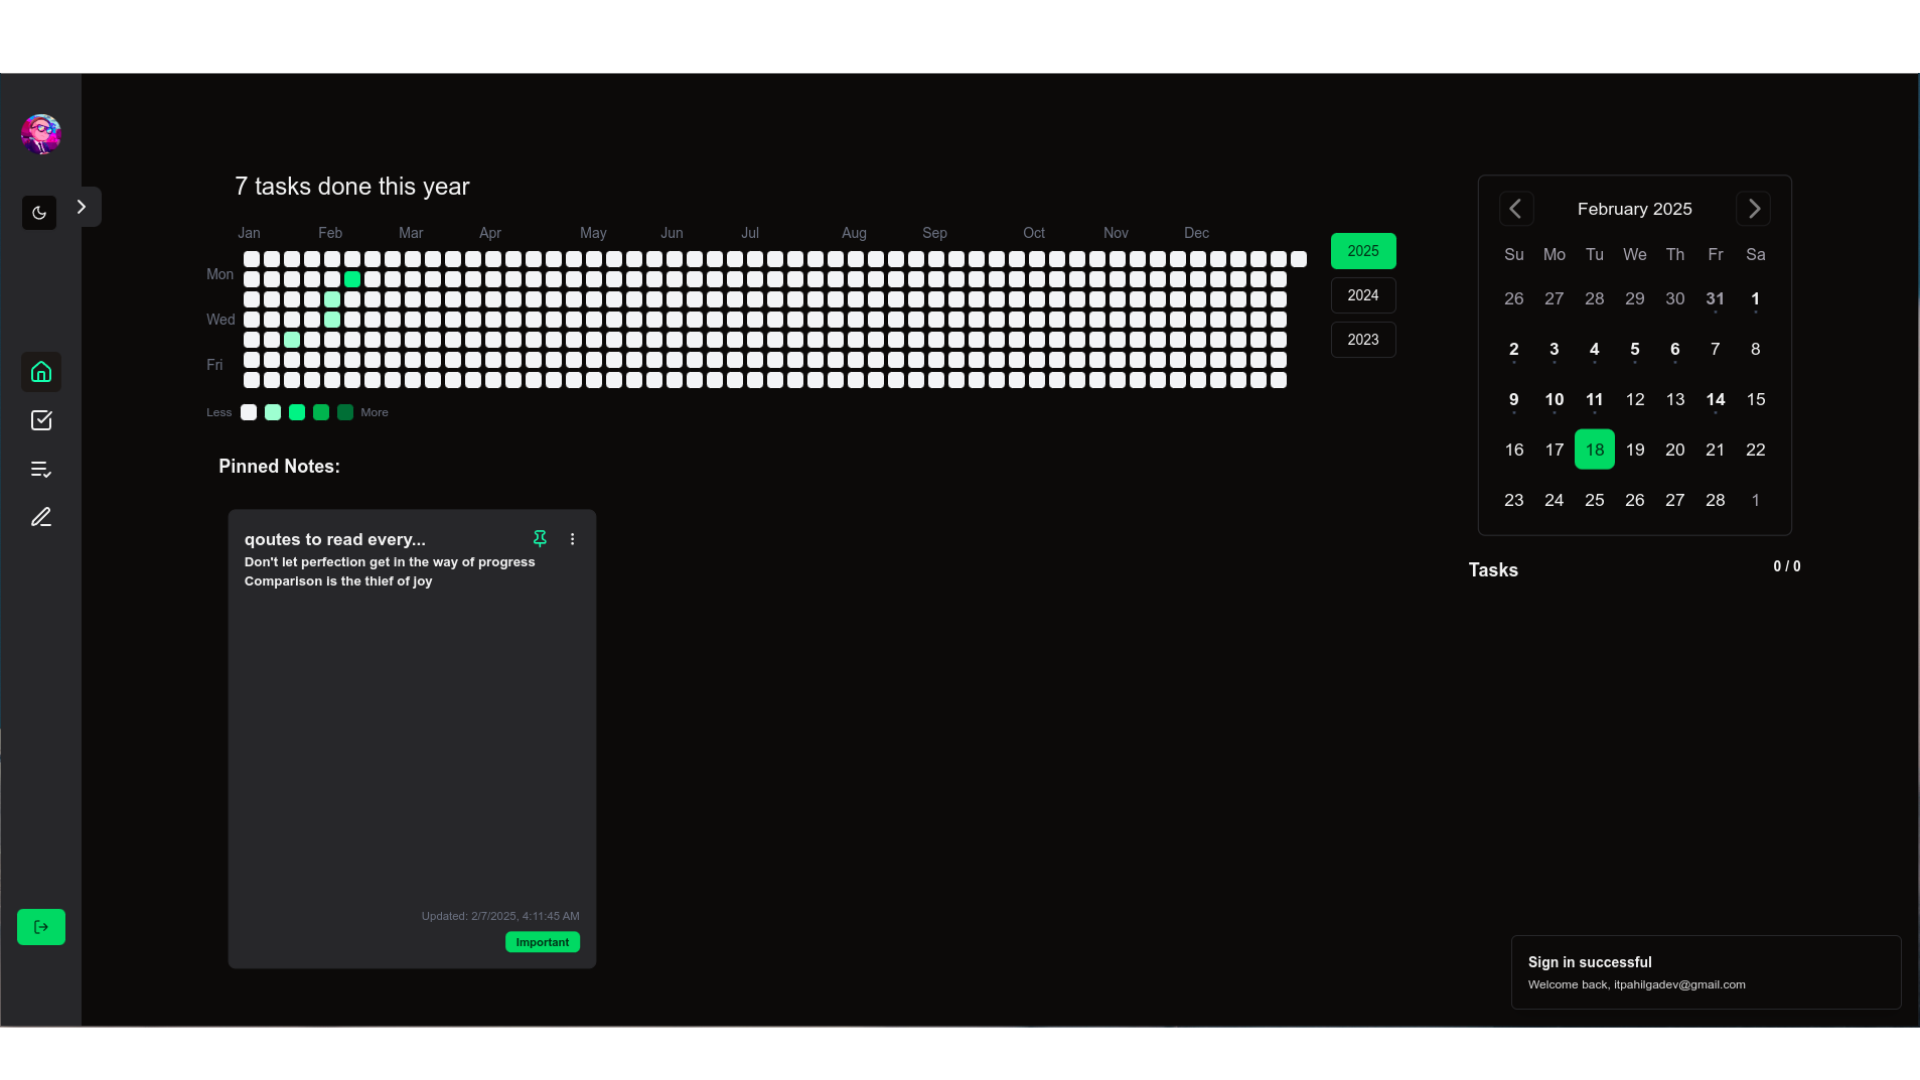 7 tasks done this year
Jan Feb Mar Apr May Jun Jul Aug Sep Oct Nov Dec
Mon
Wed
Fri
Less More
2025
2024
2023
Pinned Notes:
qoutes to read every...
Don't let perfection get in the way of progress
Comparison is the thief of joy
Updated: 2/7/2025, 4:11:45 AM
Important
February 2025
Su Mo Tu We Th Fr Sa
26 27 28 29 30 31 1
2 3 4 5 6 7 8
9 10 11 12 13 14 15
16 17 18 19 20 21 22
23 24 25 26 27 28 1
Tasks 0 / 0
Sign in successful
Welcome back, itpahilgadev@gmail.com